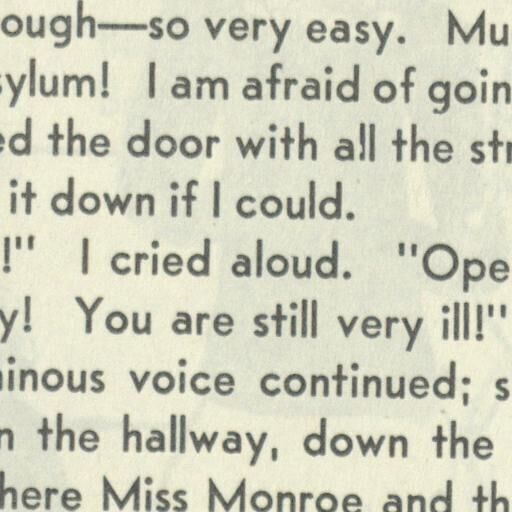 ough—so very easy. Mu
sylum! I am afraid of goin
ed the door with all the str
it down if I could.
!" I cried aloud. "Ope
y! You are still very ill!"
inous voice continued; s
n the hallway, down the
here Miss Monroe and th